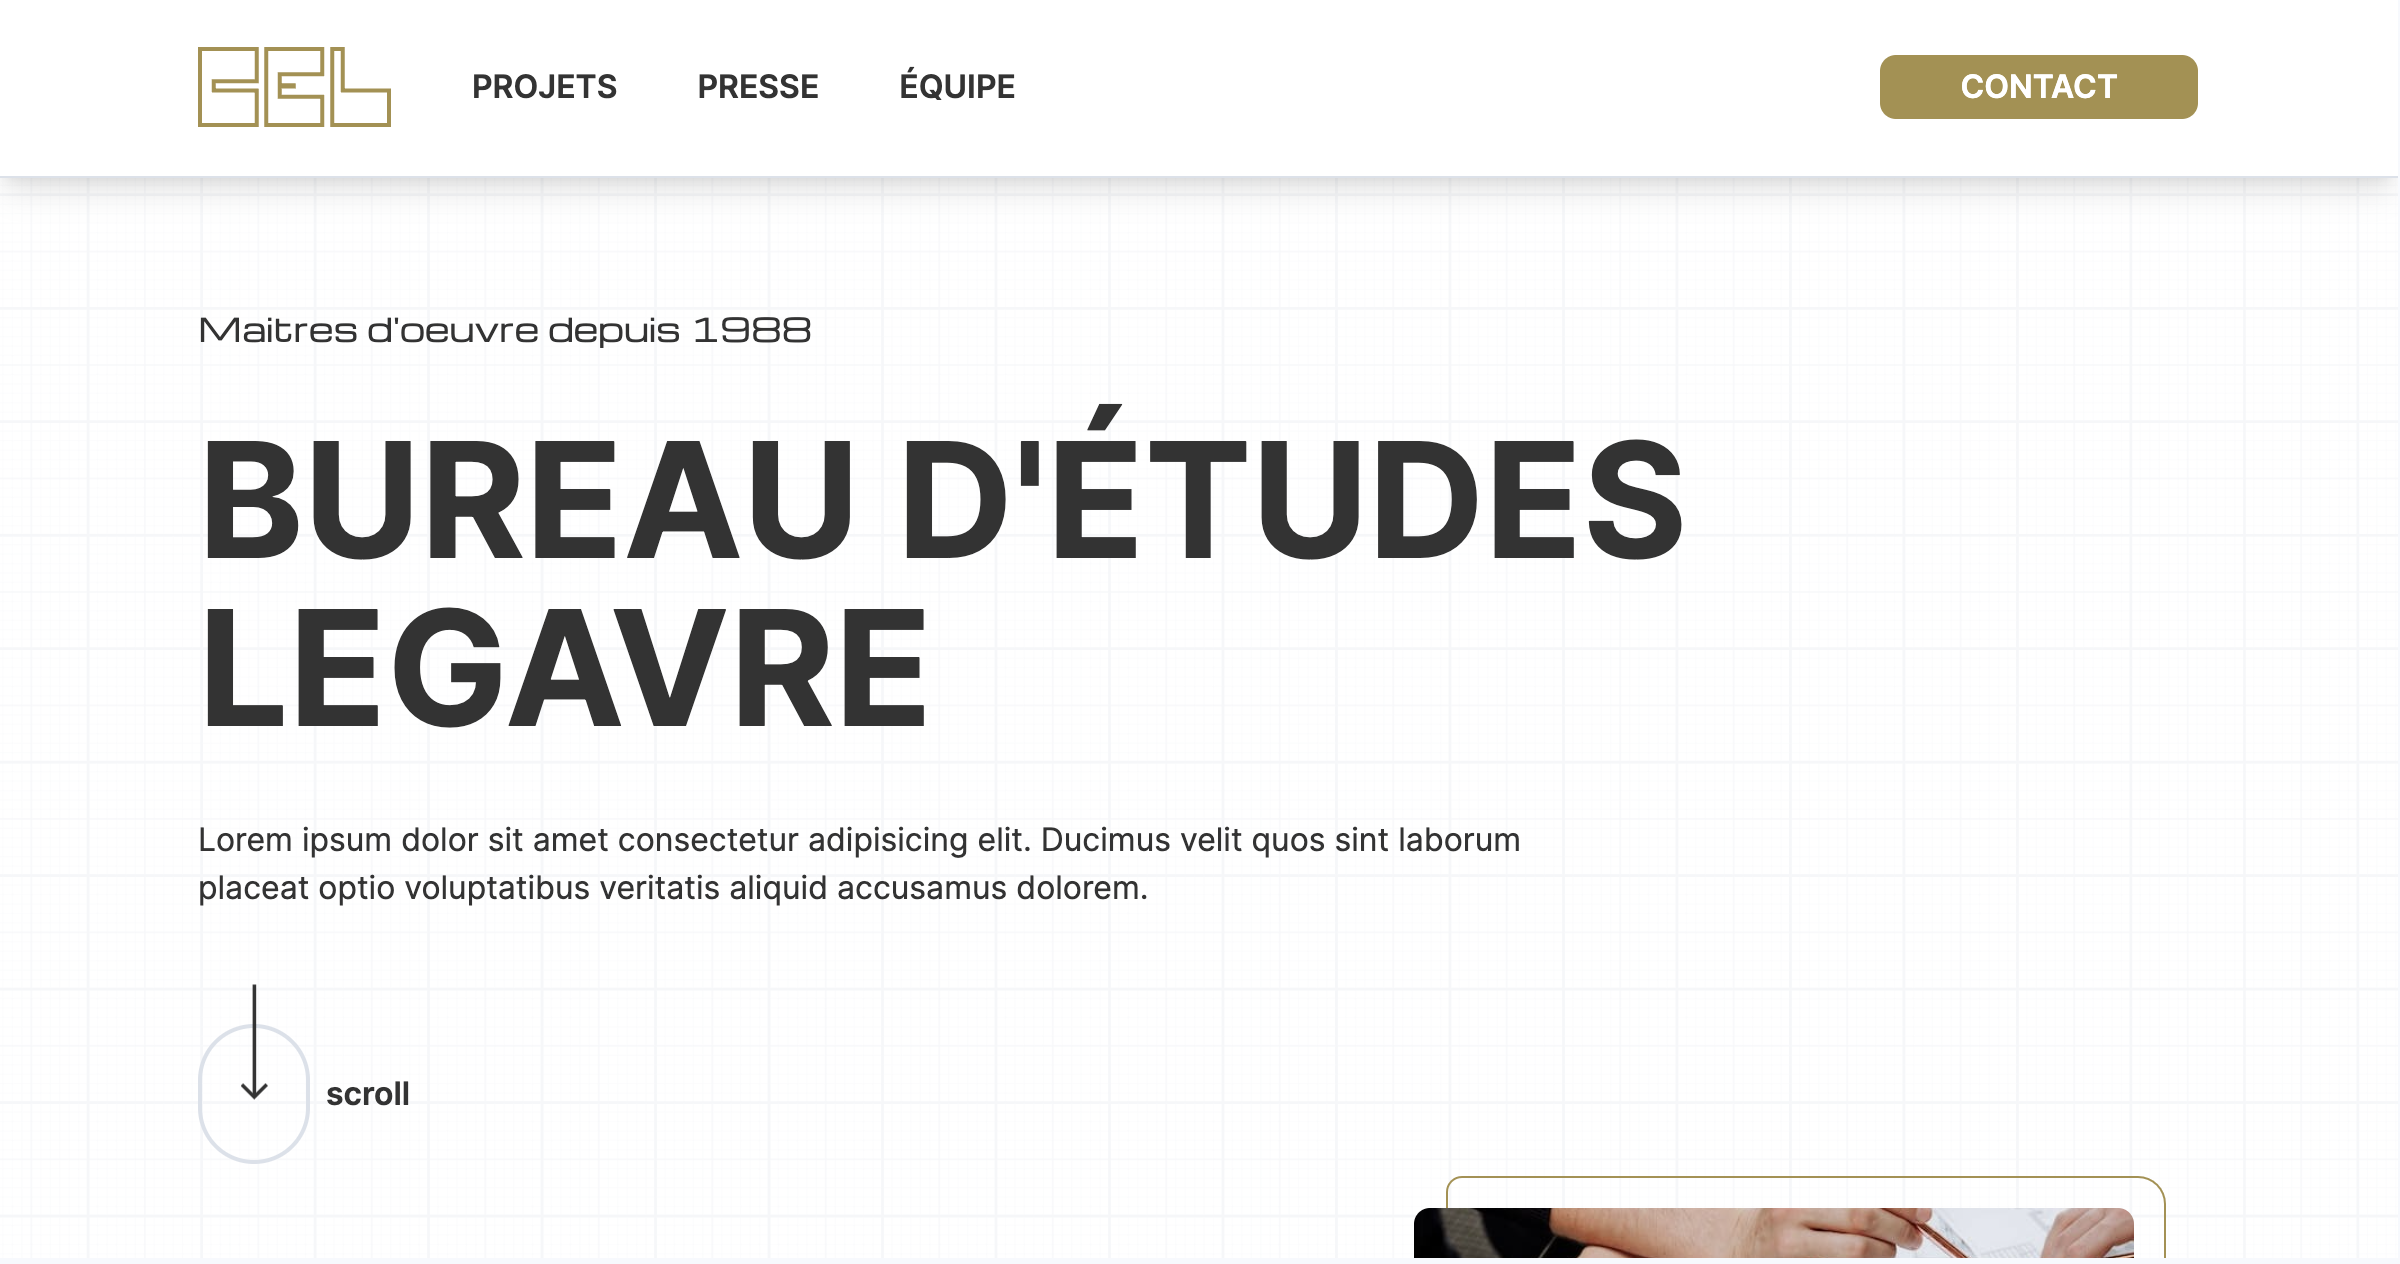 EEL
PROJETS
PRESSE
ÉQUIPE
CONTACT
Maitres d'oeuvre depuis 1988
BUREAU D'ÉTUDES
LEGAVRE
Lorem ipsum dolor sit amet consectetur adipisicing elit. Ducimus velit quos sint laborum
placeat optio voluptatibus veritatis aliquid accusamus dolorem.
scroll